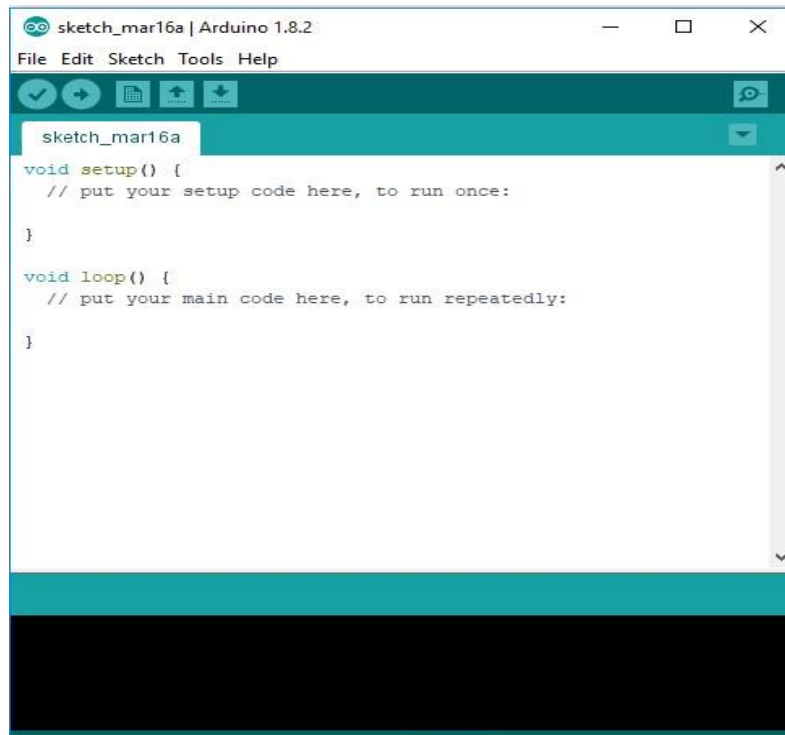 sketch_mar16a | Arduino 1.8.2
File Edit Sketch Tools Help
sketch_mar16a
void setup() {
  // put your setup code here, to run once:
}
void loop() {
  // put your main code here, to run repeatedly:
}